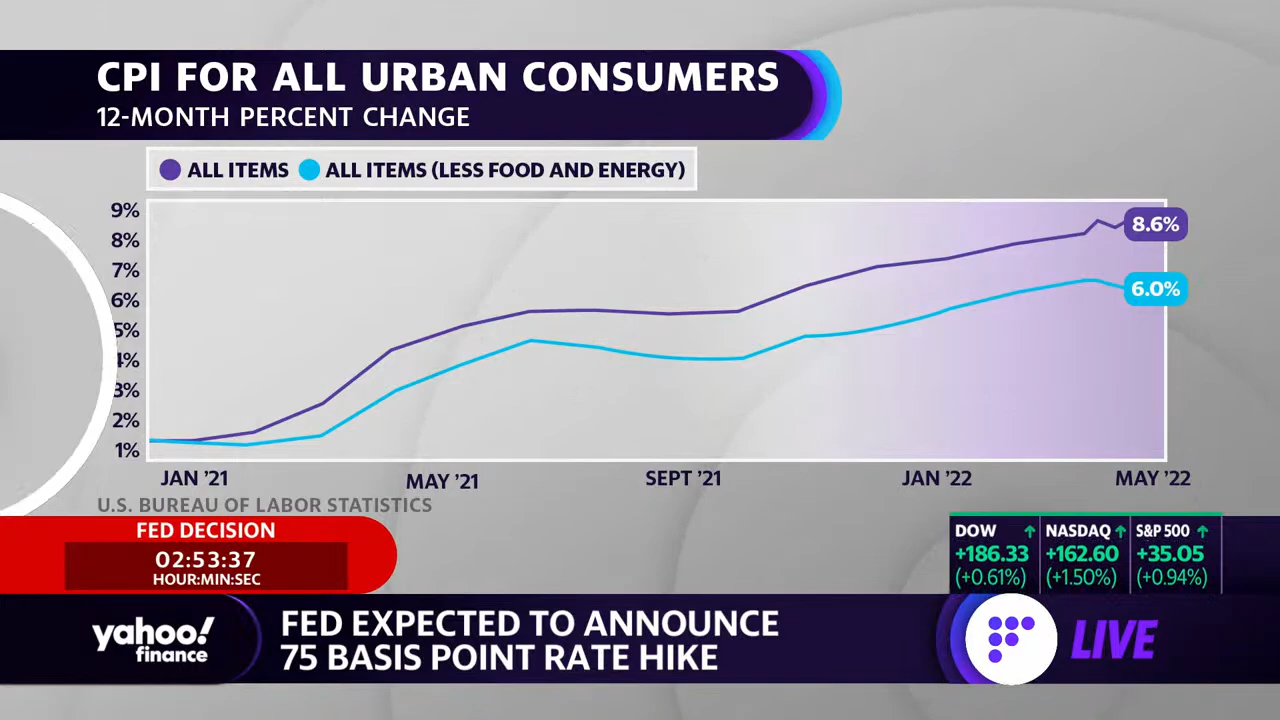 CPI FOR ALL URBAN CONSUMERS
12-MONTH PERCENT CHANGE
ALL ITEMS ALL ITEMS (LESS FOOD AND ENERGY)
9%
8%
7%
6%
5%
4%
3%
2%
1%
8.6%
6.0%
JAN '21 MAY '21 SEPT '21 JAN '22 MAY '22
U.S. BUREAU OF LABOR STATISTICS
FED DECISION
02:53:37
HOUR:MIN:SEC
DOW NASDAQ S&P 500
+186.33 +162.60 +35.05
(+0.61%) (+1.50%) (+0.94%)
yahoo!
finance
FED EXPECTED TO ANNOUNCE
75 BASIS POINT RATE HIKE
LIVE